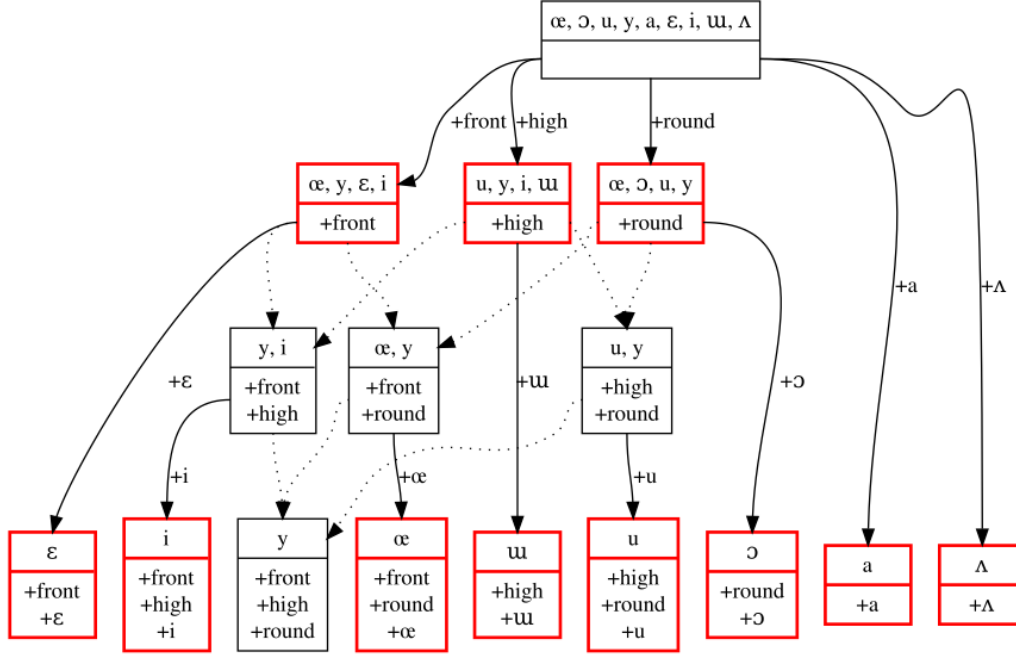 œ, ɔ, u, y, a, ɛ, i, ɯ, ʌ
+front
+high
+round
œ, y, ɛ, i
+front
u, y, i, ɯ
+high
œ, ɔ, u, y
+round
+a
+ʌ
y, i
+front
+high
œ, y
+front
+round
u, y
+high
+round
+ɛ
+ɯ
+ɔ
+i
+œ
+u
ɛ
+front
+ɛ
i
+front
+high
+i
y
+front
+high
+round
œ
+front
+round
+œ
ɯ
+high
+ɯ
u
+high
+round
+u
ɔ
+round
+ɔ
a
+a
ʌ
+ʌ